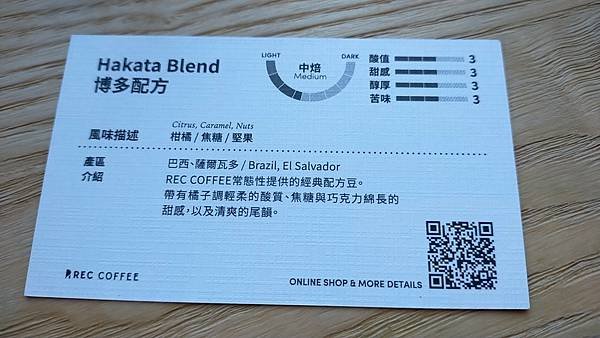 Hakata Blend
博多配方
LIGHT
DARK
中焙
Medium
酸值 3
甜感 3
醇厚 3
苦味 3
Citrus, Caramel, Nuts
風味描述 柑橘 / 焦糖 / 堅果
產區 巴西、薩爾瓦多 / Brazil, El Salvador
介紹 REC COFFEE常態性提供的經典配方豆。
帶有橘子調輕柔的酸質、焦糖與巧克力綿長的
甜感，以及清爽的尾韻。
REC COFFEE
ONLINE SHOP & MORE DETAILS